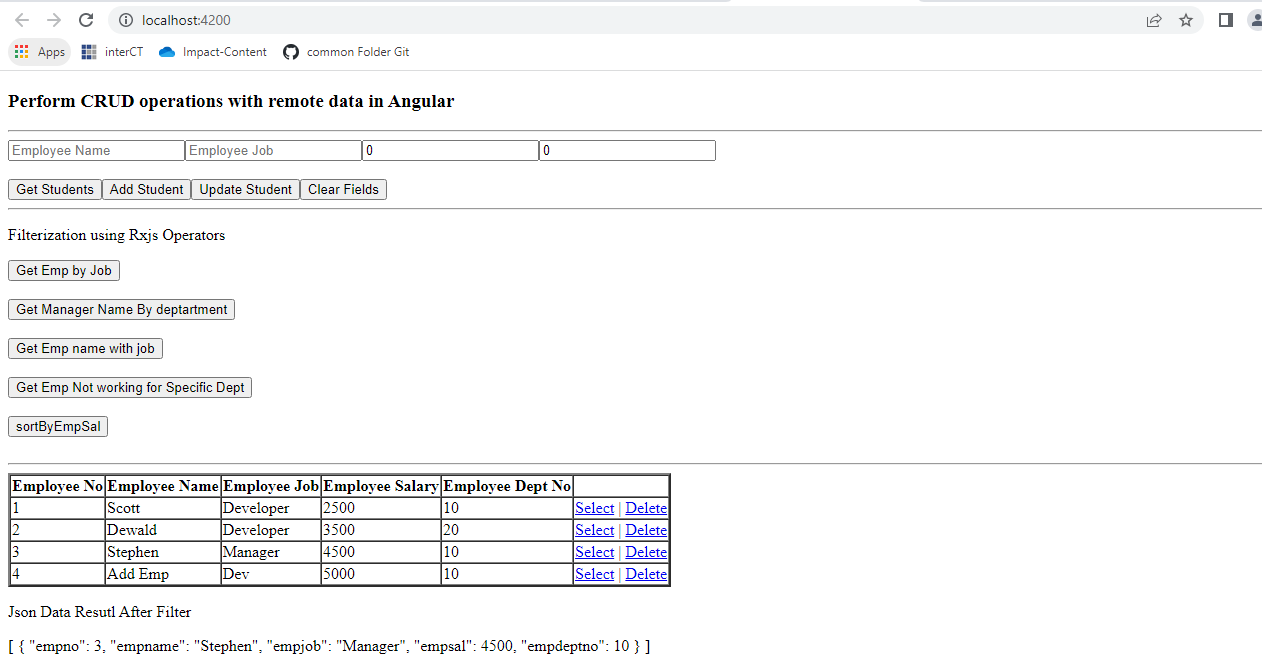 localhost:4200
Apps interCT Impact-Content common Folder Git
Perform CRUD operations with remote data in Angular
Employee Name Employee Job 0 0
Get Students Add Student Update Student Clear Fields
Filterization using Rxjs Operators
Get Emp by Job
Get Manager Name By deptartment
Get Emp name with job
Get Emp Not working for Specific Dept
sortByEmpSal
Employee No Employee Name Employee Job Employee Salary Employee Dept No
1 Scott Developer 2500 10 Select | Delete
2 Dewald Developer 3500 20 Select | Delete
3 Stephen Manager 4500 10 Select | Delete
4 Add Emp Dev 5000 10 Select | Delete
Json Data Resutl After Filter
[ { "empno": 3, "empname": "Stephen", "empjob": "Manager", "empsal": 4500, "empdeptno": 10 } ]